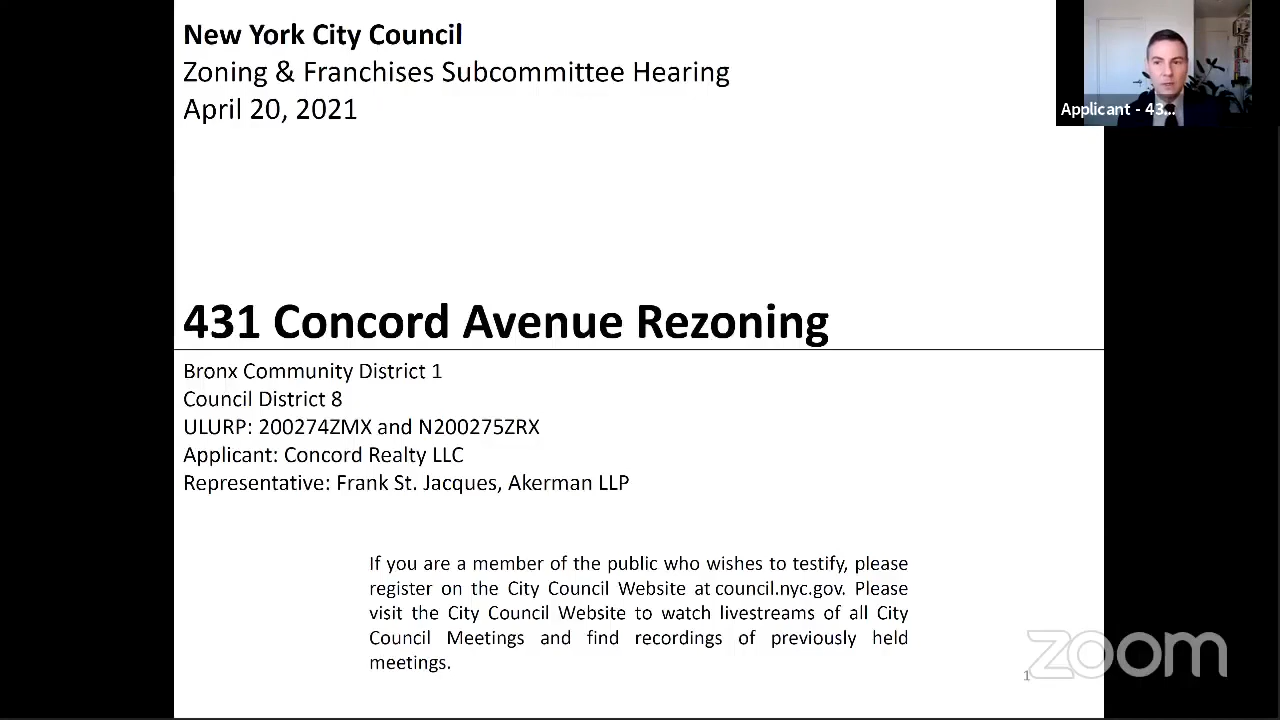 New York City Council
Zoning & Franchises Subcommittee Hearing
April 20, 2021
Applicant - 43...
431 Concord Avenue Rezoning
Bronx Community District 1
Council District 8
ULURP: 200274ZMX and N200275ZRX
Applicant: Concord Realty LLC
Representative: Frank St. Jacques, Akerman LLP
If you are a member of the public who wishes to testify, please
register on the City Council Website at council.nyc.gov. Please
visit the City Council Website to watch livestreams of all City
Council Meetings and find recordings of previously held
meetings.
1
zoom